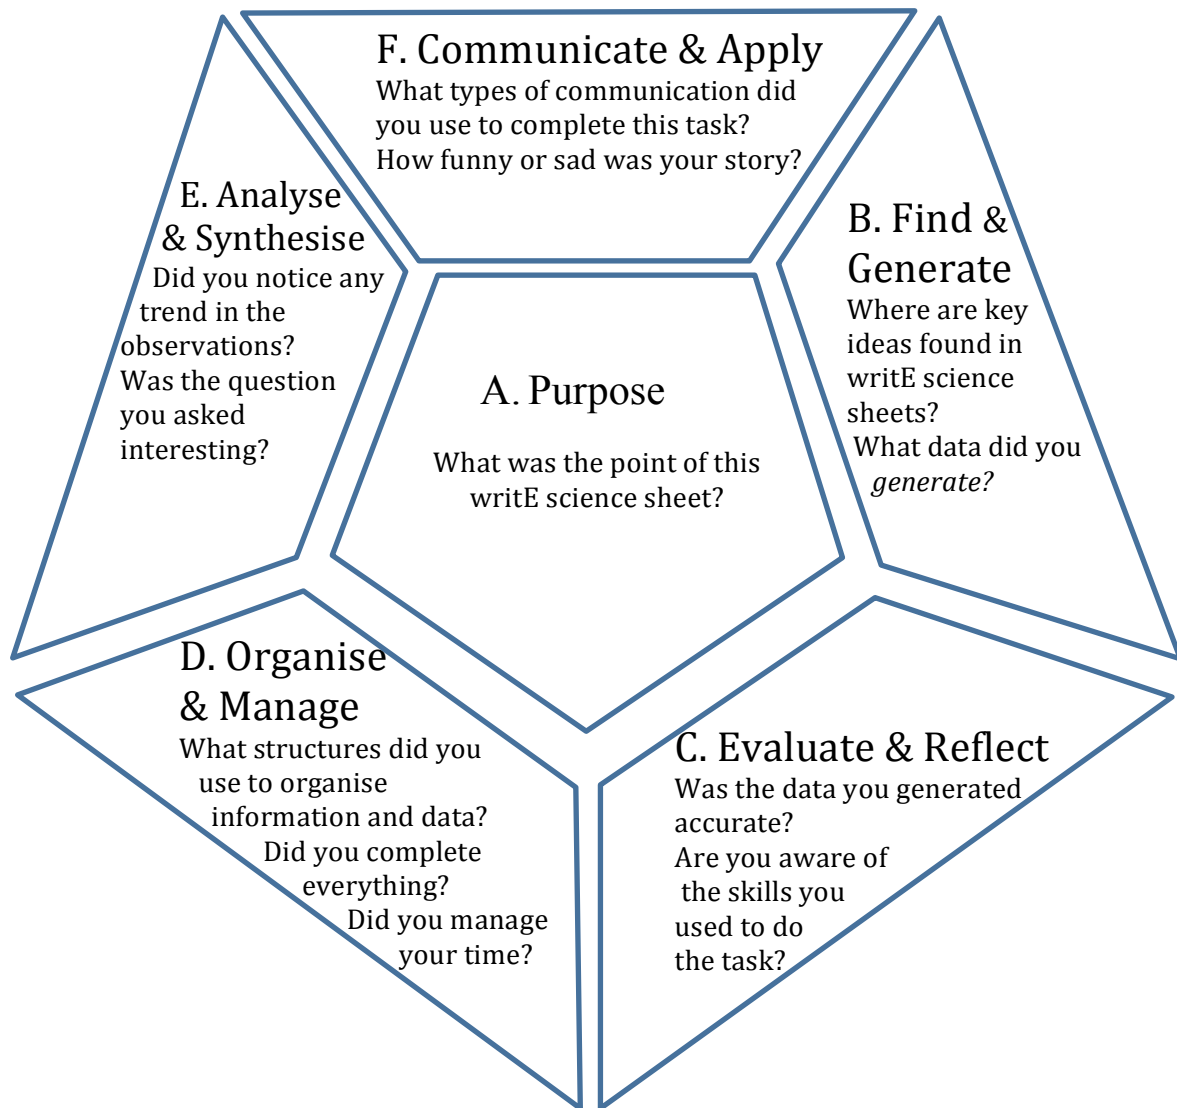 F. Communicate & Apply
What types of communication did
you use to complete this task?
How funny or sad was your story?
E. Analyse
& Synthesise
Did you notice any
trend in the
observations?
Was the question
you asked
interesting?
B. Find &
Generate
Where are key
ideas found in
writE science
sheets?
What data did you
generate?
A. Purpose
What was the point of this
writE science sheet?
D. Organise
& Manage
What structures did you
use to organise
information and data?
Did you complete
everything?
Did you manage
your time?
C. Evaluate & Reflect
Was the data you generated
accurate?
Are you aware of
the skills you
used to do
the task?